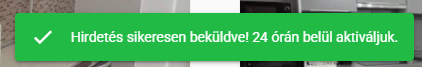 Hirdetés sikeresen beküldve! 24 órán belül aktiváljuk.